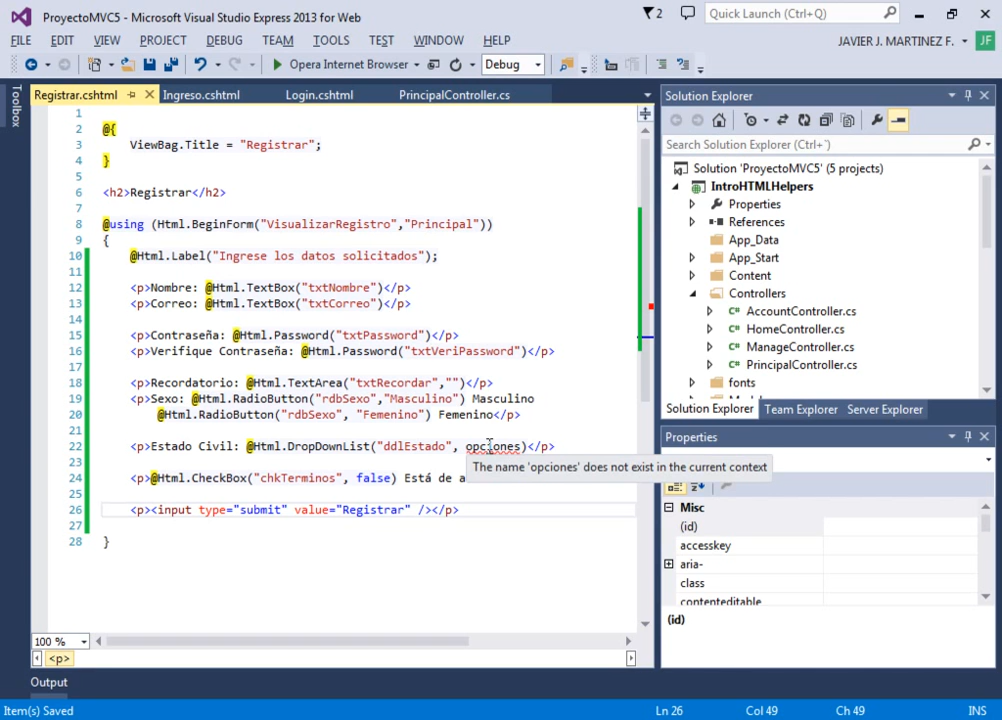 ProyectoMVC5 - Microsoft Visual Studio Express 2013 for Web
2
Quick Launch (Ctrl+Q)
FILE EDIT VIEW PROJECT DEBUG TEAM TOOLS TEST WINDOW HELP
JAVIER J. MARTINEZ F.
JF
Opera Internet Browser
Debug
Toolbox
Registrar.cshtml
Ingreso.cshtml
Login.cshtml
PrincipalController.cs
1
2 @{
3 ViewBag.Title = "Registrar";
4 }
5
6 <h2>Registrar</h2>
7
8 @using (Html.BeginForm("VisualizarRegistro","Principal"))
9 {
10 @Html.Label("Ingrese los datos solicitados");
11
12 <p>Nombre: @Html.TextBox("txtNombre")</p>
13 <p>Correo: @Html.TextBox("txtCorreo")</p>
14
15 <p>Contraseña: @Html.Password("txtPassword")</p>
16 <p>Verifique Contraseña: @Html.Password("txtVeriPassword")</p>
17
18 <p>Recordatorio: @Html.TextArea("txtRecordar","")</p>
19 <p>Sexo: @Html.RadioButton("rdbSexo","Masculino") Masculino
20 @Html.RadioButton("rdbSexo", "Femenino") Femenino</p>
21
22 <p>Estado Civil: @Html.DropDownList("ddlEstado", opciones)</p>
The name 'opciones' does not exist in the current context
23
24 <p>@Html.CheckBox("chkTerminos", false) Está de a
25
26 <p><input type="submit" value="Registrar" /></p>
27
28 }
100 %
<p>
Output
Solution Explorer
Search Solution Explorer (Ctrl+`)
Solution 'ProyectoMVC5' (5 projects)
IntroHTMLHelpers
Properties
References
App_Data
App_Start
Content
Controllers
AccountController.cs
HomeController.cs
ManageController.cs
PrincipalController.cs
fonts
Solution Explorer Team Explorer Server Explorer
Properties
Misc
(id)
accesskey
aria-
class
contenteditable
(id)
Item(s) Saved
Ln 26
Col 49
Ch 49
INS